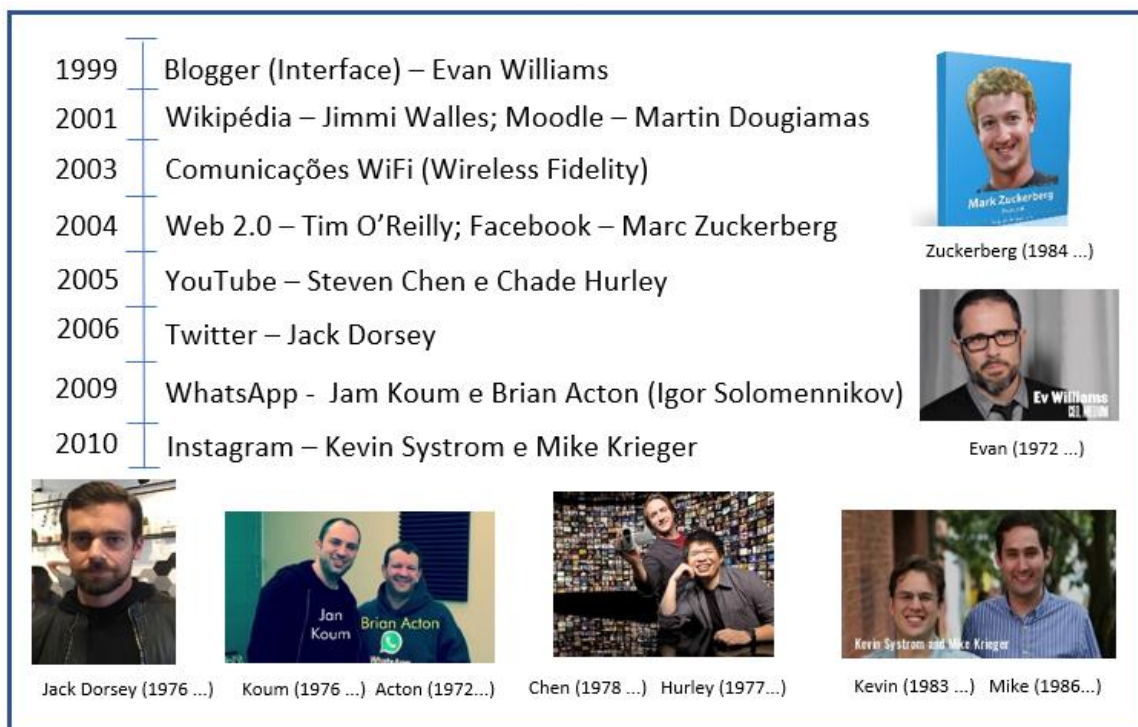 1999 Blogger (Interface) – Evan Williams
2001 Wikipédia – Jimmi Walles; Moodle – Martin Dougiamas
2003 Comunicações WiFi (Wireless Fidelity)
2004 Web 2.0 – Tim O'Reilly; Facebook – Marc Zuckerberg
2005 YouTube – Steven Chen e Chade Hurley
2006 Twitter – Jack Dorsey
2009 WhatsApp - Jam Koum e Brian Acton (Igor Solomennikov)
2010 Instagram – Kevin Systrom e Mike Krieger
Mark Zuckerberg
Zuckerberg (1984 ...)
Ev Williams
CEO, MEDIUM
Evan (1972 ...)
Jan
Koum
Brian Acton
WhatsApp
Kevin Systrom and Mike Krieger
Jack Dorsey (1976 ...)
Koum (1976 ...) Acton (1972...)
Chen (1978 ...) Hurley (1977...)
Kevin (1983 ...) Mike (1986...)